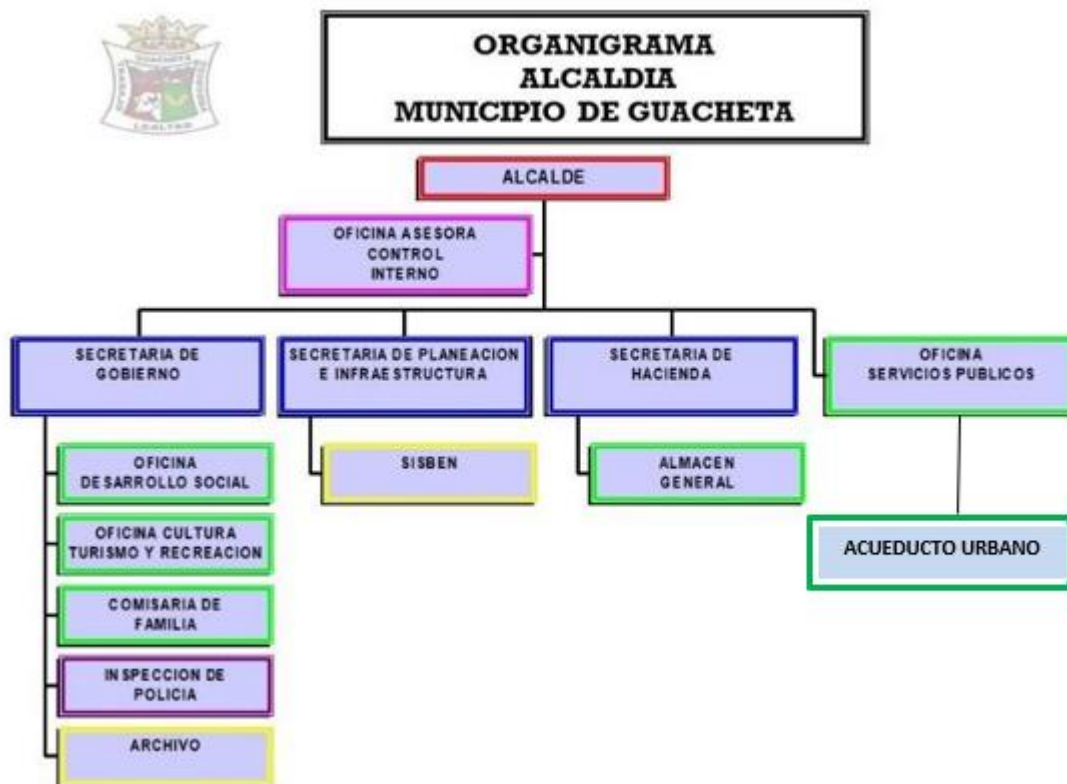 ORGANIGRAMA
ALCALDIA
MUNICIPIO DE GUACHETA
GUACHETA
LEALTAD
ALCALDE
OFICINA ASESORA
CONTROL
INTERNO
SECRETARIA DE
GOBIERNO
SECRETARIA DE PLANEACION
E INFRAESTRUCTURA
SECRETARIA DE
HACIENDA
OFICINA
SERVICIOS PUBLICOS
OFICINA
DESARROLLO SOCIAL
OFICINA CULTURA
TURISMO Y RECREACION
COMISARIA DE
FAMILIA
INSPECCION DE
POLICIA
ARCHIVO
SISBEN
ALMACEN
GENERAL
ACUEDUCTO URBANO